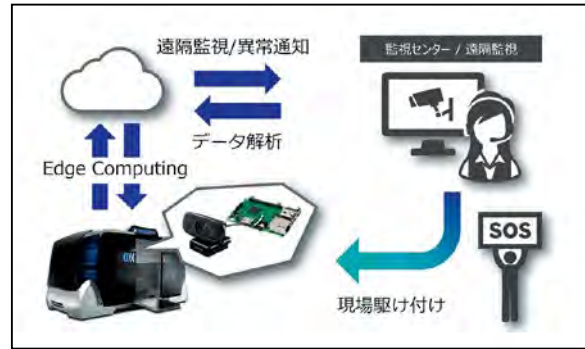 遠隔監視/異常通知
監視センター / 遠隔監視
データ解析
Edge Computing
SOS
現場駆け付け